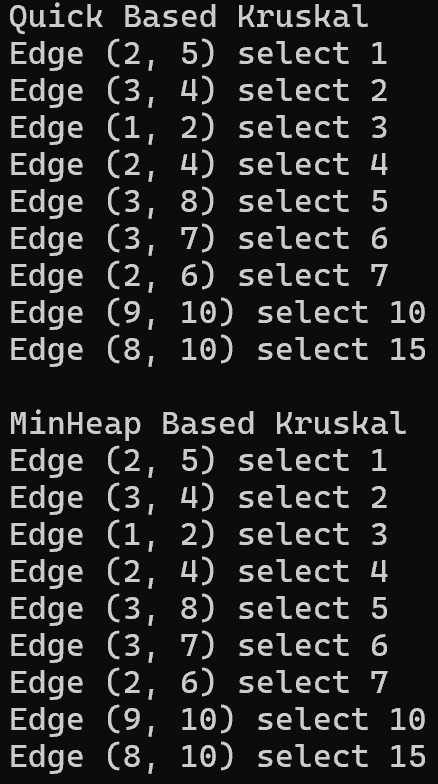 Quick Based Kruskal
Edge (2, 5) select 1
Edge (3, 4) select 2
Edge (1, 2) select 3
Edge (2, 4) select 4
Edge (3, 8) select 5
Edge (3, 7) select 6
Edge (2, 6) select 7
Edge (9, 10) select 10
Edge (8, 10) select 15

MinHeap Based Kruskal
Edge (2, 5) select 1
Edge (3, 4) select 2
Edge (1, 2) select 3
Edge (2, 4) select 4
Edge (3, 8) select 5
Edge (3, 7) select 6
Edge (2, 6) select 7
Edge (9, 10) select 10
Edge (8, 10) select 15